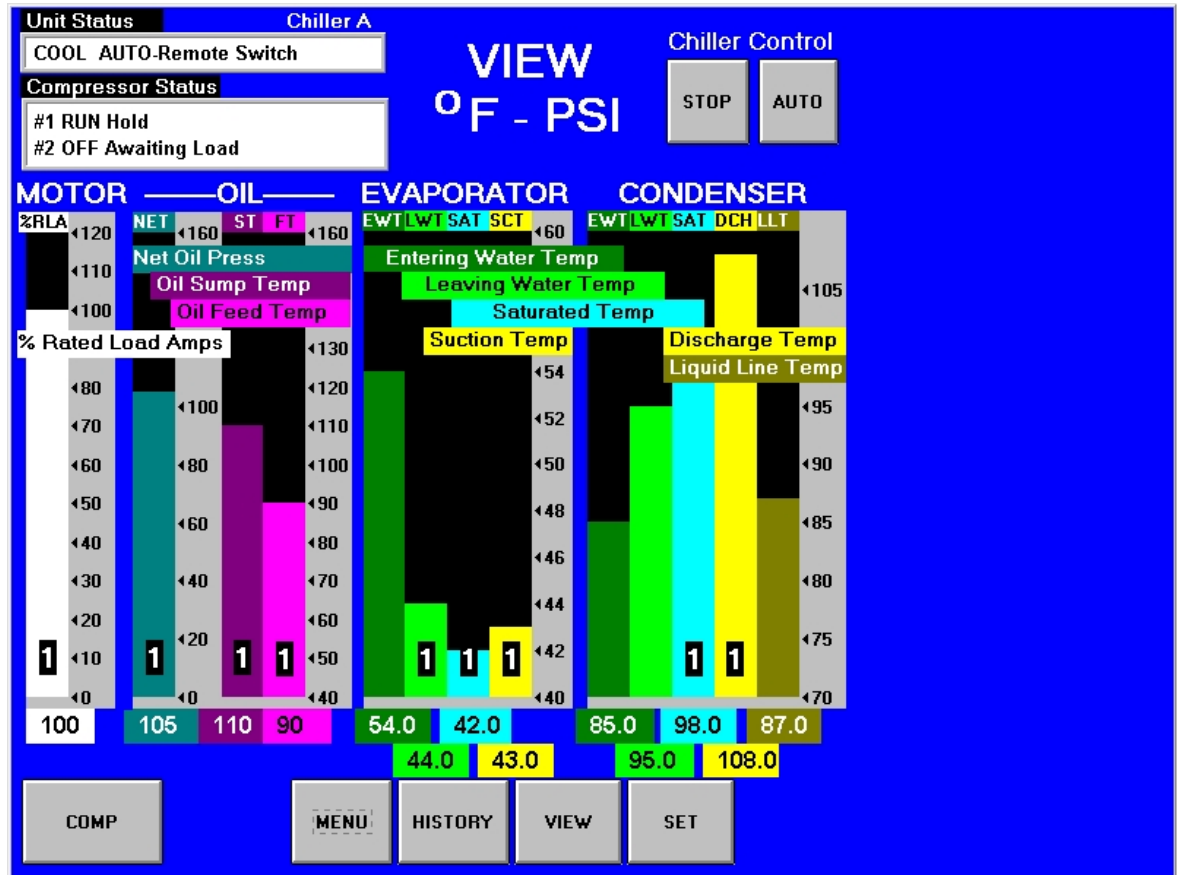 Unit Status Chiller A
COOL AUTO-Remote Switch
Compressor Status
#1 RUN Hold
#2 OFF Awaiting Load
VIEW
ºF - PSI
Chiller Control
STOP AUTO
MOTOR OIL EVAPORATOR CONDENSER
%RLA NET ST FT EWT LWT SAT SCT EWT LWT SAT DCH LLT
120
110
100
80
70
60
50
40
30
20
10
0
% Rated Load Amps
160
100
80
60
40
20
0
Net Oil Press
Oil Sump Temp
Oil Feed Temp
160
130
120
110
100
90
80
70
60
50
40
Entering Water Temp
Leaving Water Temp
Saturated Temp
Suction Temp
60
54
52
50
48
46
44
42
40
Discharge Temp
Liquid Line Temp
105
95
90
85
80
75
70
1 1 1 1 1 1 1 1 1
100 105 110 90 54.0 42.0 85.0 98.0 87.0
44.0 43.0 95.0 108.0
COMP MENU HISTORY VIEW SET